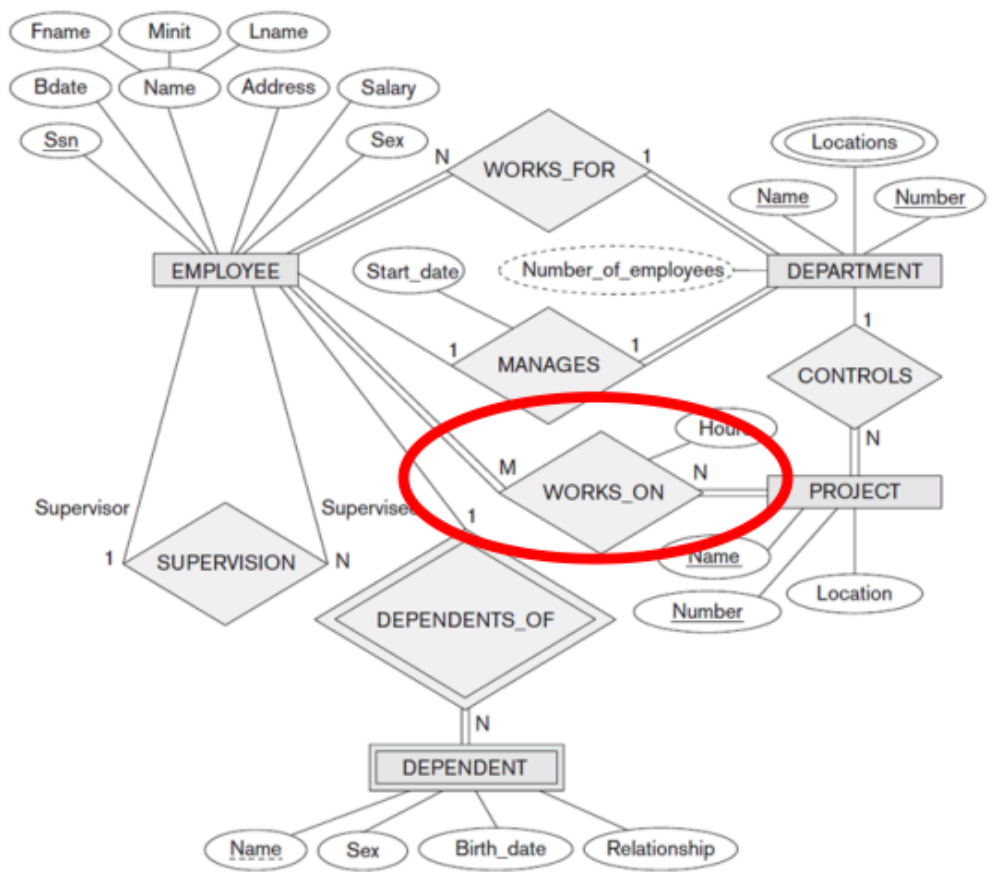 Fname
Minit
Lname
Bdate
Name
Address
Salary
Ssn
Sex
N
WORKS_FOR
1
Locations
Name
Number
EMPLOYEE
Start_date
Number_of_employees
DEPARTMENT
1
MANAGES
1
1
CONTROLS
N
Hours
M
WORKS_ON
N
PROJECT
Supervisor
Supervisee
1
SUPERVISION
N
1
Name
Number
Location
DEPENDENTS_OF
N
DEPENDENT
Name
Sex
Birth_date
Relationship